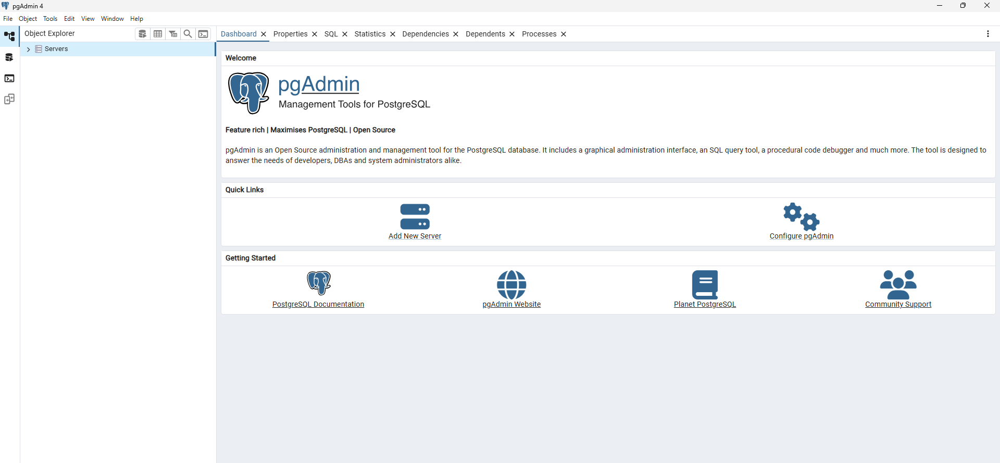 pgAdmin 4
File Object Tools Edit View Window Help
Object Explorer
Dashboard Properties SQL Statistics Dependencies Dependents Processes
Servers
Welcome
pgAdmin
Management Tools for PostgreSQL
Feature rich | Maximises PostgreSQL | Open Source
pgAdmin is an Open Source administration and management tool for the PostgreSQL database. It includes a graphical administration interface, an SQL query tool, a procedural code debugger and much more. The tool is designed to
answer the needs of developers, DBAs and system administrators alike.
Quick Links
Add New Server Configure pgAdmin
Getting Started
PostgreSQL Documentation pgAdmin Website Planet PostgreSQL Community Support